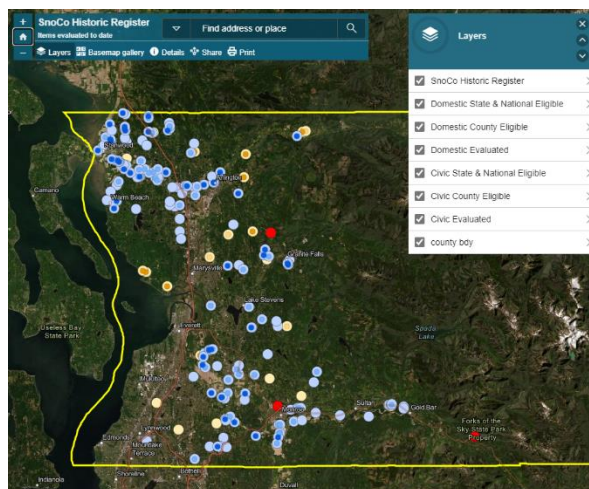 SnoCo Historic Register
Items evaluated to date
Find address or place
Layers
Basemap gallery
Details
Share
Print
Layers
SnoCo Historic Register
Domestic State & National Eligible
Domestic County Eligible
Domestic Evaluated
Civic State & National Eligible
Civic County Eligible
Civic Evaluated
county bdy
Stanwood
Camano
Warm Beach
Arlington
Granite Falls
Marysville
Lake Stevens
Everett
Useless Bay
State Park
Spada
Lake
Mukilteo
Lynnwood
Edmonds
Mountlake
Terrace
Monroe
Sultan
Gold Bar
Forks of the
Sky State Park
Property
Bothell
Shoreline
Indianola
Duvall